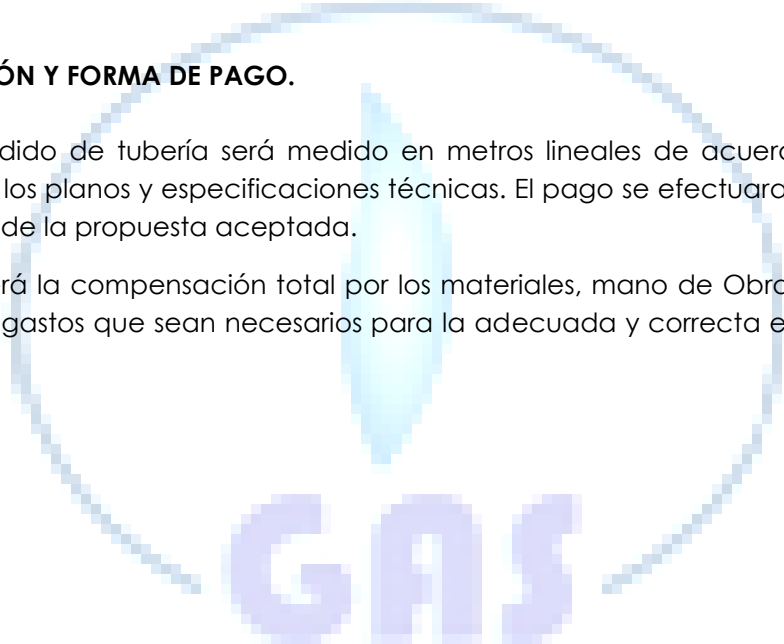 ÓN Y FORMA DE PAGO.
dido de tubería será medido en metros lineales de acuerd
los planos y especificaciones técnicas. El pago se efectuara
de la propuesta aceptada.
rá la compensación total por los materiales, mano de Obra
gastos que sean necesarios para la adecuada y correcta e
GAS